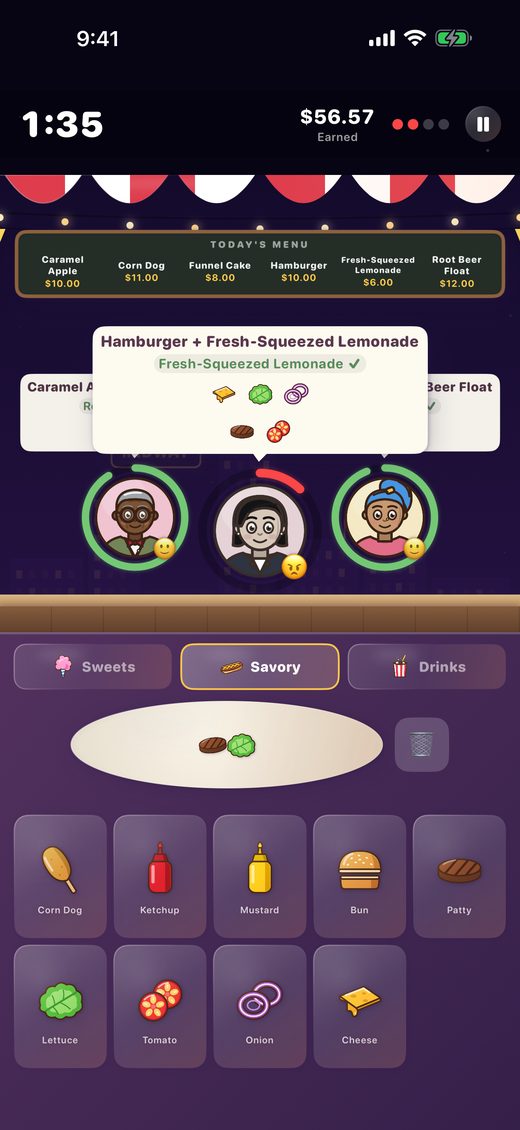 9:41
1:35
$56.57
Earned
TODAY'S MENU
Caramel Apple
$10.00
Corn Dog
$11.00
Funnel Cake
$8.00
Hamburger
$10.00
Fresh-Squeezed Lemonade
$6.00
Root Beer Float
$12.00
Hamburger + Fresh-Squeezed Lemonade
Fresh-Squeezed Lemonade ✓
Caramel A
Beer Float
Sweets
Savory
Drinks
Corn Dog
Ketchup
Mustard
Bun
Patty
Lettuce
Tomato
Onion
Cheese